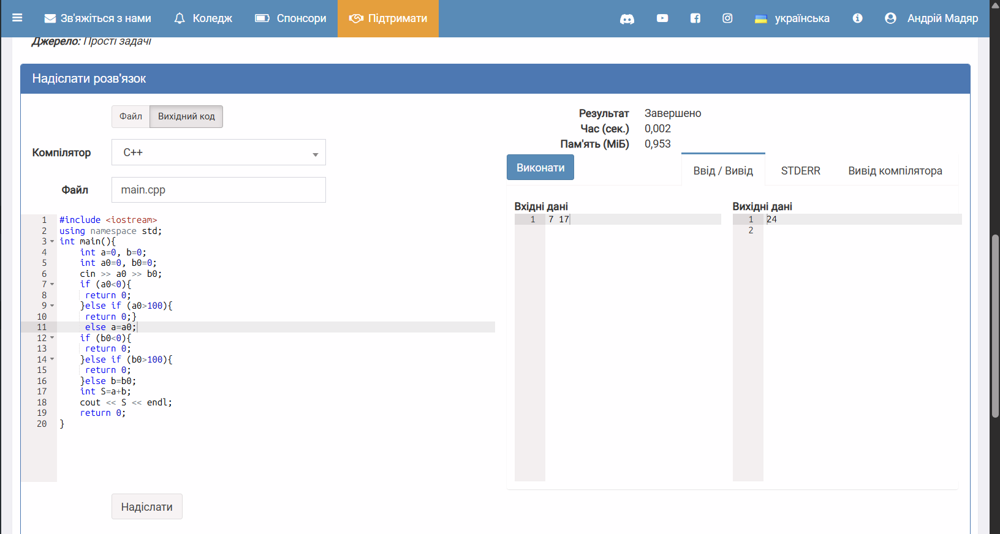 Зв'яжіться з нами Коледж Спонсори Підтримати українська Андрій Мадяр
Джерело: Прості задачі
Надіслати розв'язок
Файл Вихідний код
Компілятор C++
Файл main.cpp
1 #include <iostream>
2 using namespace std;
3 int main(){
4 int a=0, b=0;
5 int a0=0, b0=0;
6 cin >> a0 >> b0;
7 if (a0<0){
8 return 0;
9 }else if (a0>100){
10 return 0;}
11 else a=a0;
12 if (b0<0){
13 return 0;
14 }else if (b0>100){
15 return 0;
16 }else b=b0;
17 int S=a+b;
18 cout << S << endl;
19 return 0;
20 }
Надіслати
Результат Завершено
Час (сек.) 0,002
Пам'ять (МіБ) 0,953
Виконати Ввід / Вивід STDERR Вивід компілятора
Вхідні дані
1 7 17
Вихідні дані
1 24
2